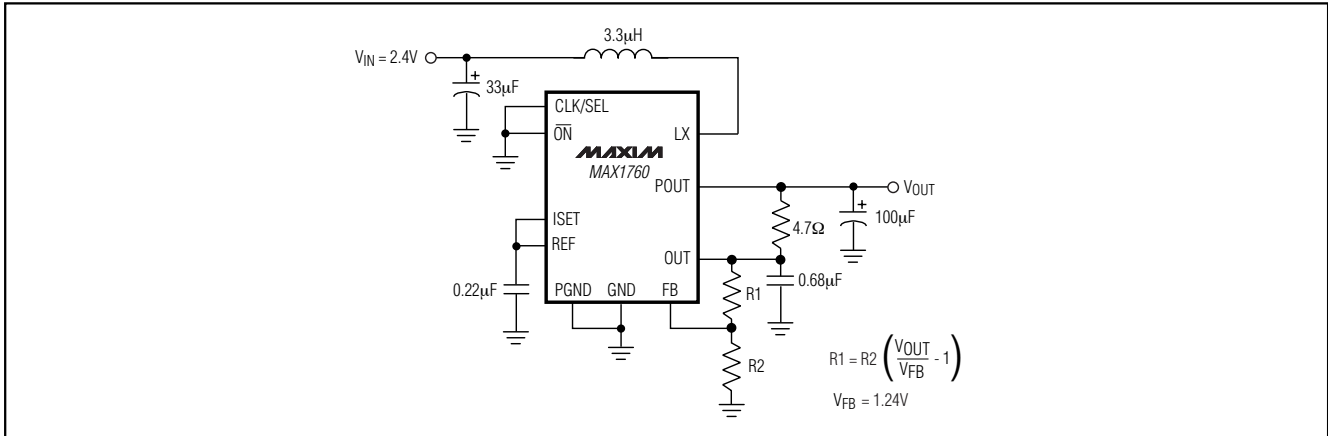 3.3μH
VIN = 2.4V
+
33μF
CLK/SEL
ON
LX
MAXIM
MAX1760
POUT
VOUT
+
100μF
4.7Ω
ISET
REF
OUT
0.22μF
PGND GND FB
R1
0.68μF
R2
R1 = R2 (VOUT/VFB - 1)
VFB = 1.24V